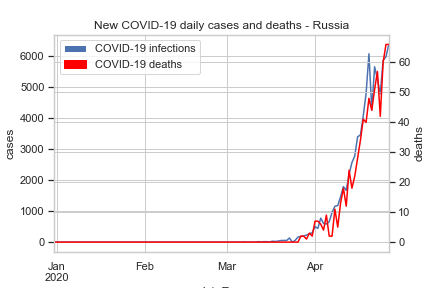 New COVID-19 daily cases and deaths - Russia
COVID-19 infections
COVID-19 deaths
6000
5000
4000
3000
2000
1000
0
cases
60
50
40
30
20
10
0
deaths
Jan
2020
Feb
Mar
Apr